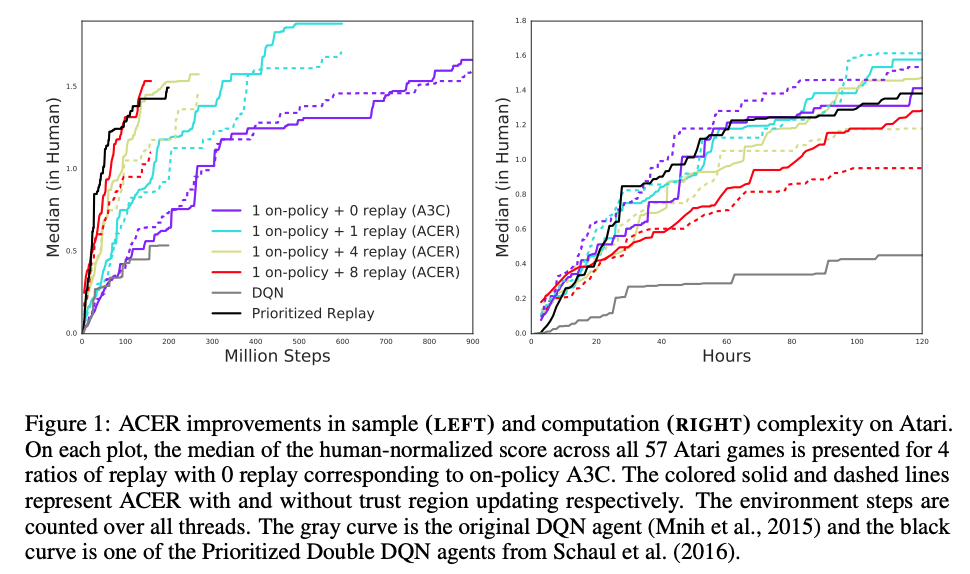 1.5
1.0
0.5
0.0
Median (in Human)
0 100 200 300 400 500 600 700 800 900
Million Steps
1 on-policy + 0 replay (A3C)
1 on-policy + 1 replay (ACER)
1 on-policy + 4 replay (ACER)
1 on-policy + 8 replay (ACER)
DQN
Prioritized Replay
1.8
1.6
1.4
1.2
1.0
0.8
0.6
0.4
0.2
0.0
Median (in Human)
0 20 40 60 80 100 120
Hours
Figure 1: ACER improvements in sample (LEFT) and computation (RIGHT) complexity on Atari.
On each plot, the median of the human-normalized score across all 57 Atari games is presented for 4
ratios of replay with 0 replay corresponding to on-policy A3C. The colored solid and dashed lines
represent ACER with and without trust region updating respectively. The environment steps are
counted over all threads. The gray curve is the original DQN agent (Mnih et al., 2015) and the black
curve is one of the Prioritized Double DQN agents from Schaul et al. (2016).